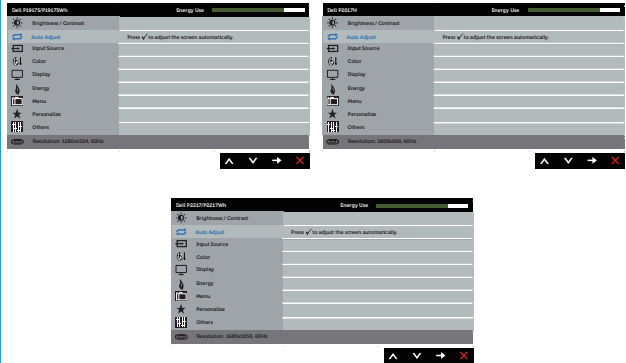 Dell P1917S/P1917SWh
Energy Use
Brightness / Contrast
Auto Adjust
Press ✓ to adjust the screen automatically.
Input Source
Color
Display
Energy
Menu
Personalize
Others
Resolution: 1280x1024, 60Hz
Dell P2017H
Energy Use
Brightness / Contrast
Auto Adjust
Press ✓ to adjust the screen automatically.
Input Source
Color
Display
Energy
Menu
Personalize
Others
Resolution: 1600x900, 60Hz
Dell P2217/P2217Wh
Energy Use
Brightness / Contrast
Auto Adjust
Press ✓ to adjust the screen automatically.
Input Source
Color
Display
Energy
Menu
Personalize
Others
Resolution: 1680x1050, 60Hz